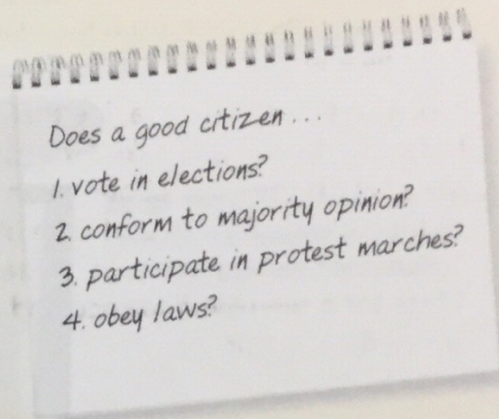 Does a good citizen ...
1. vote in elections?
2. conform to majority opinion?
3. participate in protest marches?
4. obey laws?